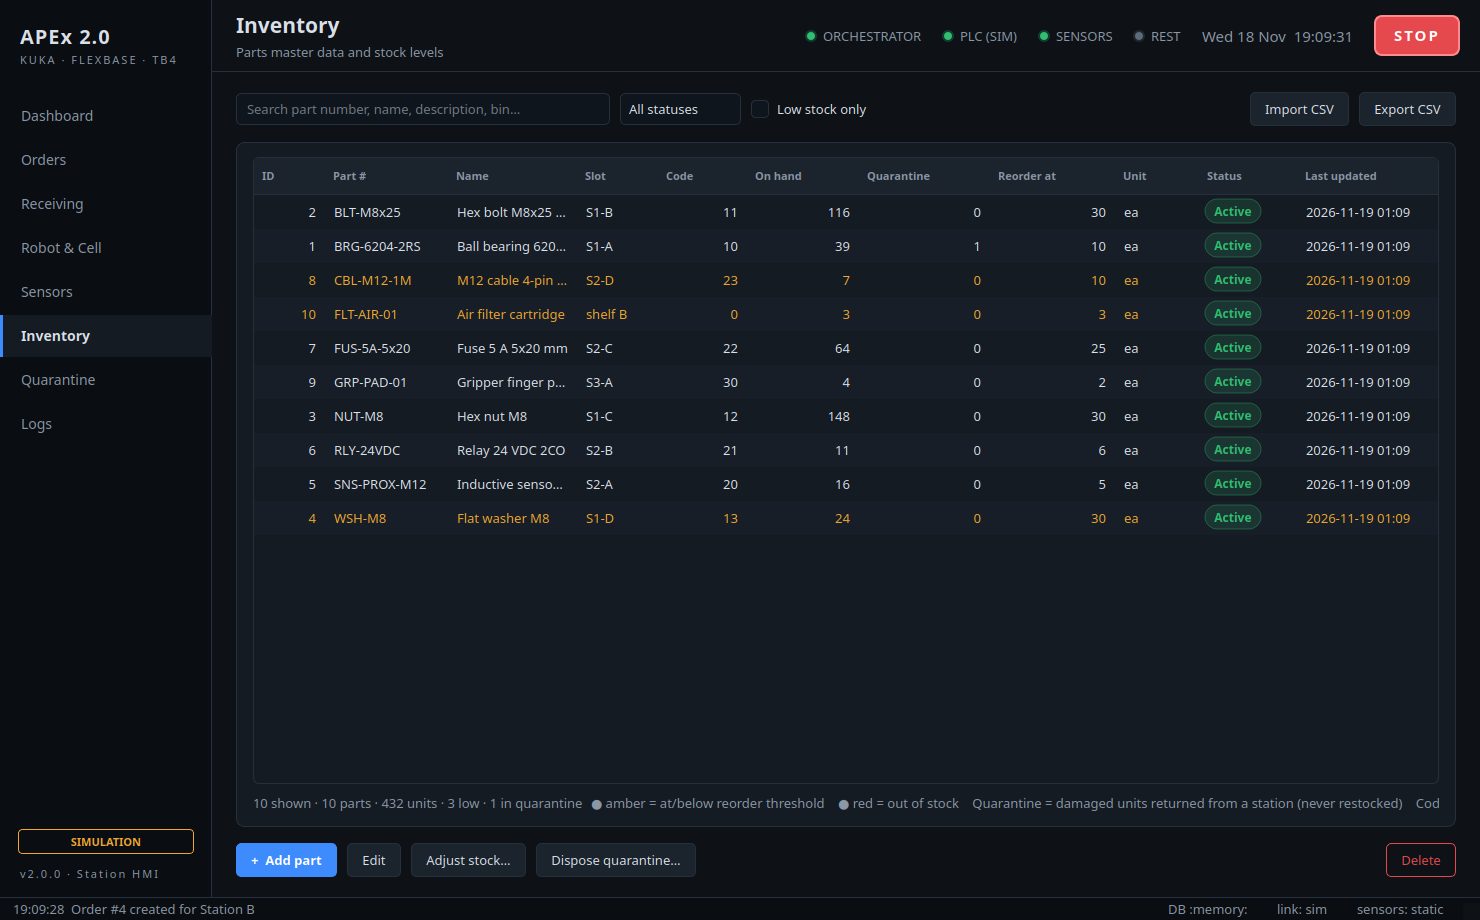 APEx 2.0
KUKA · FLEXBASE · TB4
Dashboard
Orders
Receiving
Robot & Cell
Sensors
Inventory
Quarantine
Logs
SIMULATION
v2.0.0 · Station HMI
Inventory
Parts master data and stock levels
ORCHESTRATOR PLC (SIM) SENSORS REST Wed 18 Nov 19:09:31 STOP
Search part number, name, description, bin... All statuses Low stock only Import CSV Export CSV
ID Part # Name Slot Code On hand Quarantine Reorder at Unit Status Last updated
2 BLT-M8x25 Hex bolt M8x25 ... S1-B 11 116 0 30 ea Active 2026-11-19 01:09
1 BRG-6204-2RS Ball bearing 620... S1-A 10 39 1 10 ea Active 2026-11-19 01:09
8 CBL-M12-1M M12 cable 4-pin ... S2-D 23 7 0 10 ea Active 2026-11-19 01:09
10 FLT-AIR-01 Air filter cartridge shelf B 0 3 0 3 ea Active 2026-11-19 01:09
7 FUS-5A-5x20 Fuse 5 A 5x20 mm S2-C 22 64 0 25 ea Active 2026-11-19 01:09
9 GRP-PAD-01 Gripper finger p... S3-A 30 4 0 2 ea Active 2026-11-19 01:09
3 NUT-M8 Hex nut M8 S1-C 12 148 0 30 ea Active 2026-11-19 01:09
6 RLY-24VDC Relay 24 VDC 2CO S2-B 21 11 0 6 ea Active 2026-11-19 01:09
5 SNS-PROX-M12 Inductive senso... S2-A 20 16 0 5 ea Active 2026-11-19 01:09
4 WSH-M8 Flat washer M8 S1-D 13 24 0 30 ea Active 2026-11-19 01:09
10 shown · 10 parts · 432 units · 3 low · 1 in quarantine ● amber = at/below reorder threshold ● red = out of stock Quarantine = damaged units returned from a station (never restocked) Cod
+ Add part Edit Adjust stock... Dispose quarantine... Delete
19:09:28 Order #4 created for Station B DB :memory: link: sim sensors: static